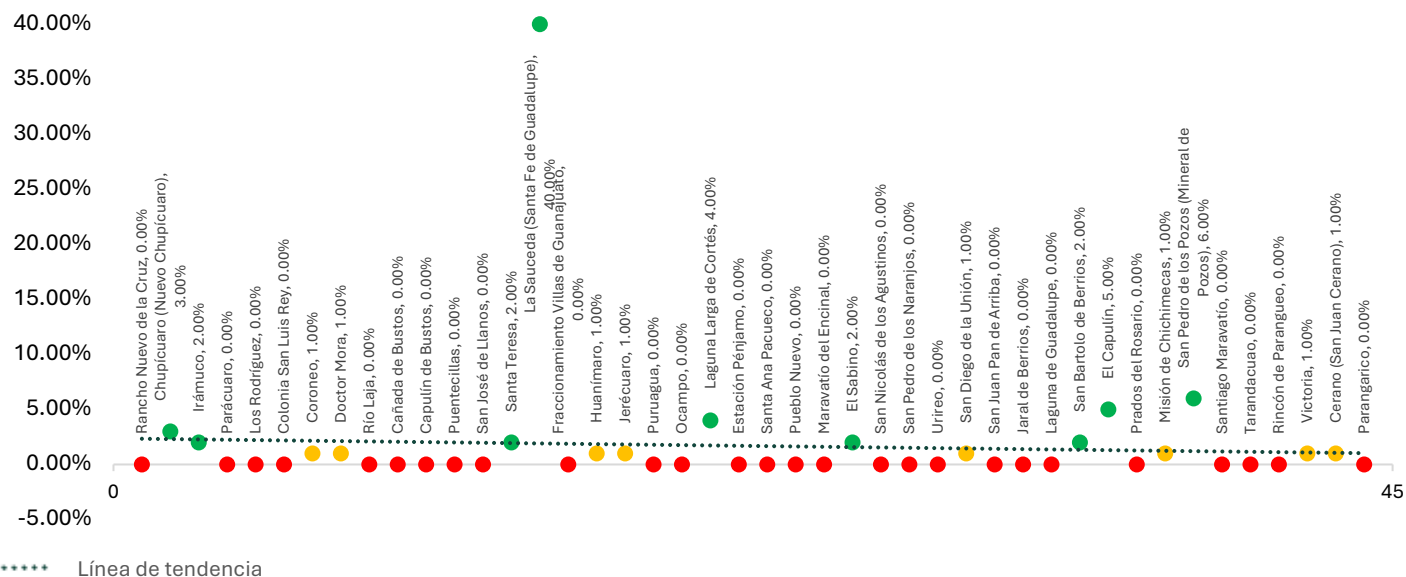 40.00%
35.00%
30.00%
25.00%
20.00%
15.00%
10.00%
5.00%
0.00%
-5.00%
0
45
Rancho Nuevo de la Cruz, 0.00%
Chupícuaro (Nuevo Chupícuaro),
3.00%
Irámuco, 2.00%
Parácuaro, 0.00%
Los Rodríguez, 0.00%
Colonia San Luis Rey, 0.00%
Coroneo, 1.00%
Doctor Mora, 1.00%
Río Laja, 0.00%
Cañada de Bustos, 0.00%
Capulín de Bustos, 0.00%
Puentecillas, 0.00%
San José de Llanos, 0.00%
Santa Teresa, 2.00%
La Sauceda (Santa Fe de Guadalupe),
40.00%
Fraccionamiento Villas de Guanajuato,
0.00%
Huanímaro, 1.00%
Jerécuaro, 1.00%
Puruagua, 0.00%
Ocampo, 0.00%
Laguna Larga de Cortés, 4.00%
Estación Pénjamo, 0.00%
Santa Ana Pacueco, 0.00%
Pueblo Nuevo, 0.00%
Maravatío del Encinal, 0.00%
El Sabino, 2.00%
San Nicolás de los Agustinos, 0.00%
San Pedro de los Naranjos, 0.00%
Urireo, 0.00%
San Diego de la Unión, 1.00%
San Juan Pan de Arriba, 0.00%
Jaral de Berrios, 0.00%
Laguna de Guadalupe, 0.00%
San Bartolo de Berrios, 2.00%
El Capulín, 5.00%
Prados del Rosario, 0.00%
Misión de Chichimecas, 1.00%
San Pedro de los Pozos (Mineral de
Pozos), 6.00%
Santiago Maravatío, 0.00%
Tarandacuao, 0.00%
Rincón de Parangueo, 0.00%
Victoria, 1.00%
Cerano (San Juan Cerano), 1.00%
Parangarico, 0.00%
Línea de tendencia